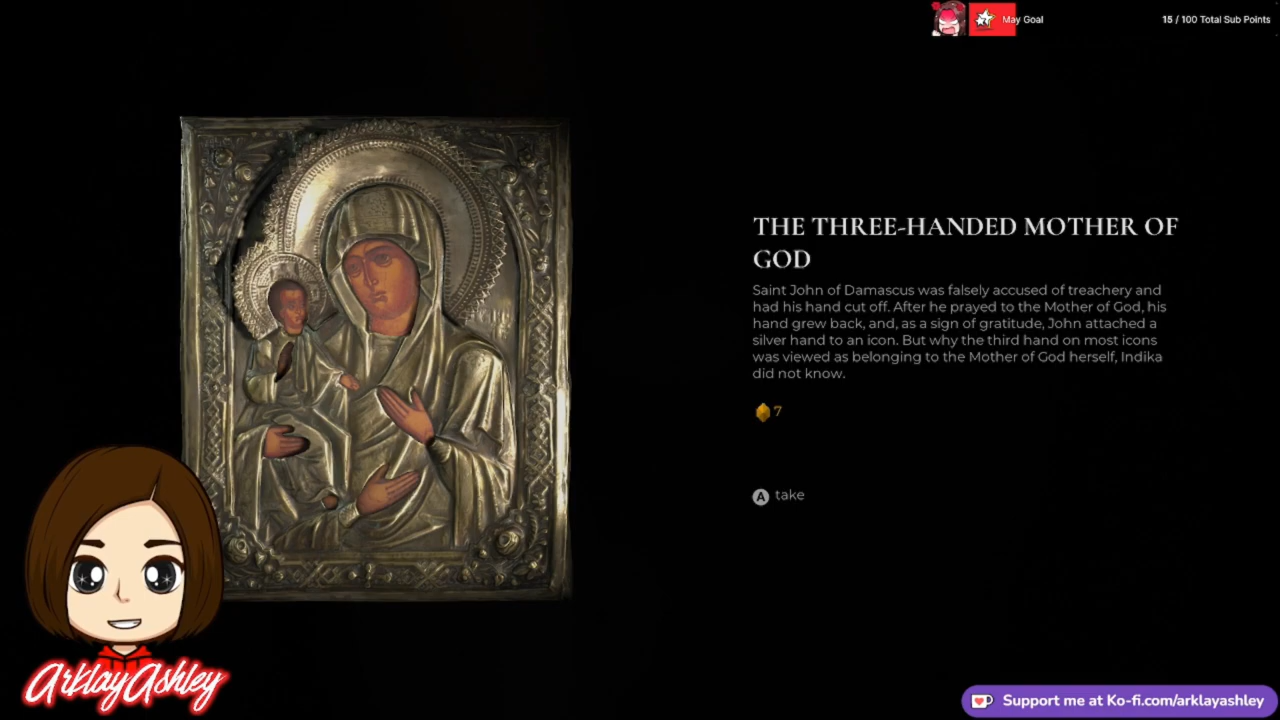 May Goal
15 / 100 Total Sub Points
THE THREE-HANDED MOTHER OF
GOD
Saint John of Damascus was falsely accused of treachery and
had his hand cut off. After he prayed to the Mother of God, his
hand grew back, and, as a sign of gratitude, John attached a
silver hand to an icon. But why the third hand on most icons
was viewed as belonging to the Mother of God herself, Indika
did not know.
7
A take
ArklayAshley
Support me at Ko-fi.com/arklayashley